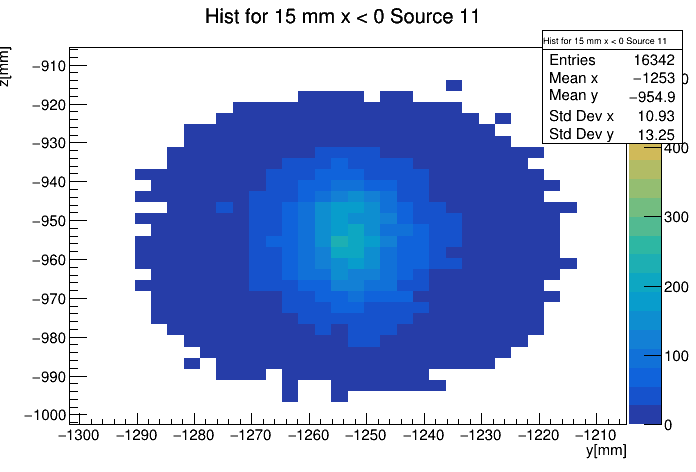 Hist for 15 mm x < 0 Source 11
z[mm]
Hist for 15 mm x < 0 Source 11
Entries 16342
Mean x −1253
Mean y −954.9
Std Dev x 10.93
Std Dev y 13.25
−910
−920
−930
−940
−950
−960
−970
−980
−990
−1000
−1300 −1290 −1280 −1270 −1260 −1250 −1240 −1230 −1220 −1210
y[mm]
400
300
200
100
0